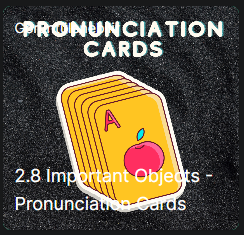 PRONUNCIATION
CARDS
A
2.8 Important Objects -
Pronunciation Cards